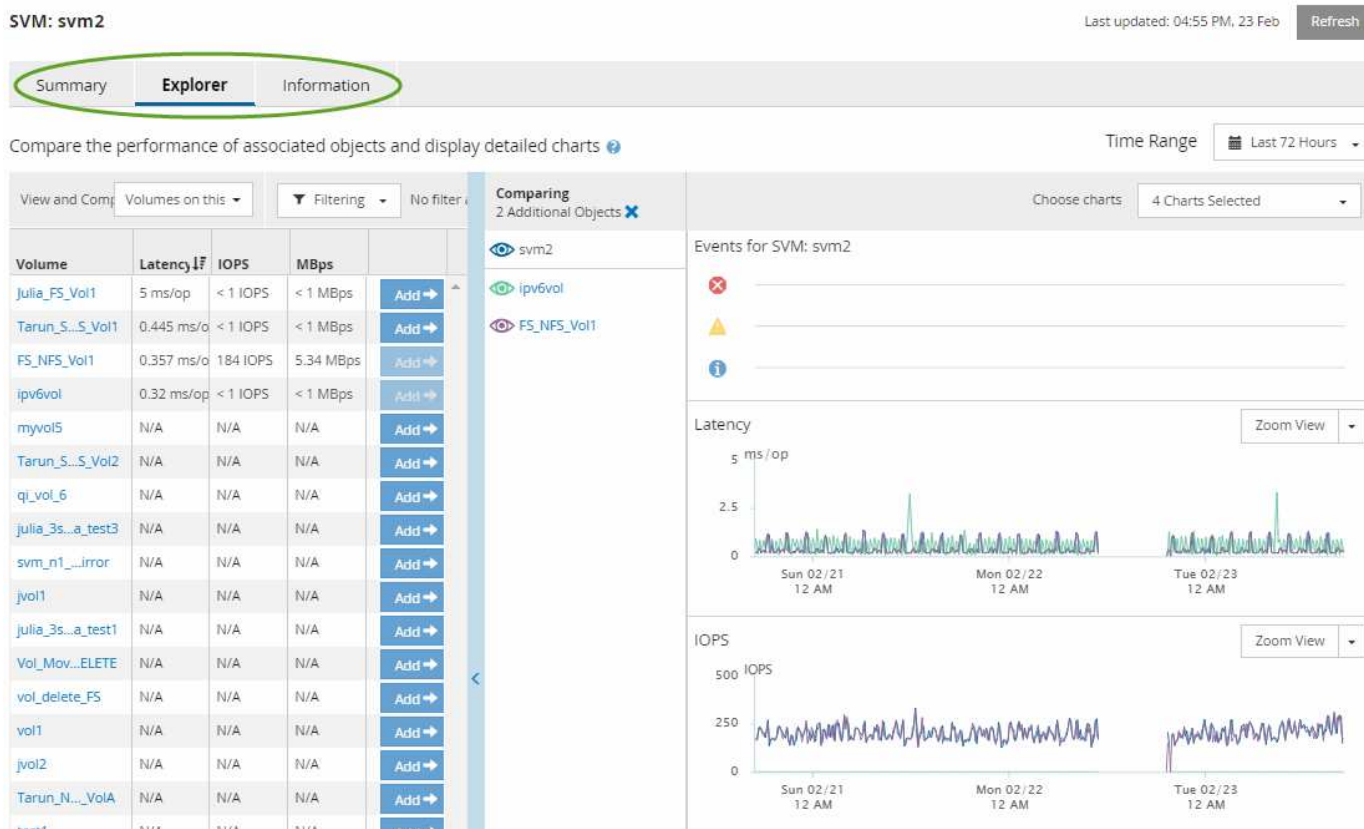 SVM: svm2
Last updated: 04:55 PM, 23 Feb Refresh
Summary Explorer Information
Compare the performance of associated objects and display detailed charts ?
Time Range Last 72 Hours
View and Comp Volumes on this Filtering No filter
Volume Latency IOPS MBps
Julia_FS_Vol1 5 ms/op < 1 IOPS < 1 MBps Add
Tarun_S...S_Vol1 0.445 ms/o < 1 IOPS < 1 MBps Add
FS_NFS_Vol1 0.357 ms/o 184 IOPS 5.34 MBps Add
ipv6vol 0.32 ms/op < 1 IOPS < 1 MBps Add
myvol5 N/A N/A N/A Add
Tarun_S...S_Vol2 N/A N/A N/A Add
qi_vol_6 N/A N/A N/A Add
julia_3s...a_test3 N/A N/A N/A Add
svm_n1_...irror N/A N/A N/A Add
jvol1 N/A N/A N/A Add
julia_3s...a_test1 N/A N/A N/A Add
Vol_Mov...ELETE N/A N/A N/A Add
vol_delete_FS N/A N/A N/A Add
vol1 N/A N/A N/A Add
jvol2 N/A N/A N/A Add
Tarun_N..._VolA N/A N/A N/A Add
Comparing
2 Additional Objects
svm2
ipv6vol
FS_NFS_Vol1
Choose charts 4 Charts Selected
Events for SVM: svm2
Latency Zoom View
5 ms/op
2.5
0
Sun 02/21 Mon 02/22 Tue 02/23
12 AM 12 AM 12 AM
IOPS Zoom View
500 IOPS
250
0
Sun 02/21 Mon 02/22 Tue 02/23
12 AM 12 AM 12 AM